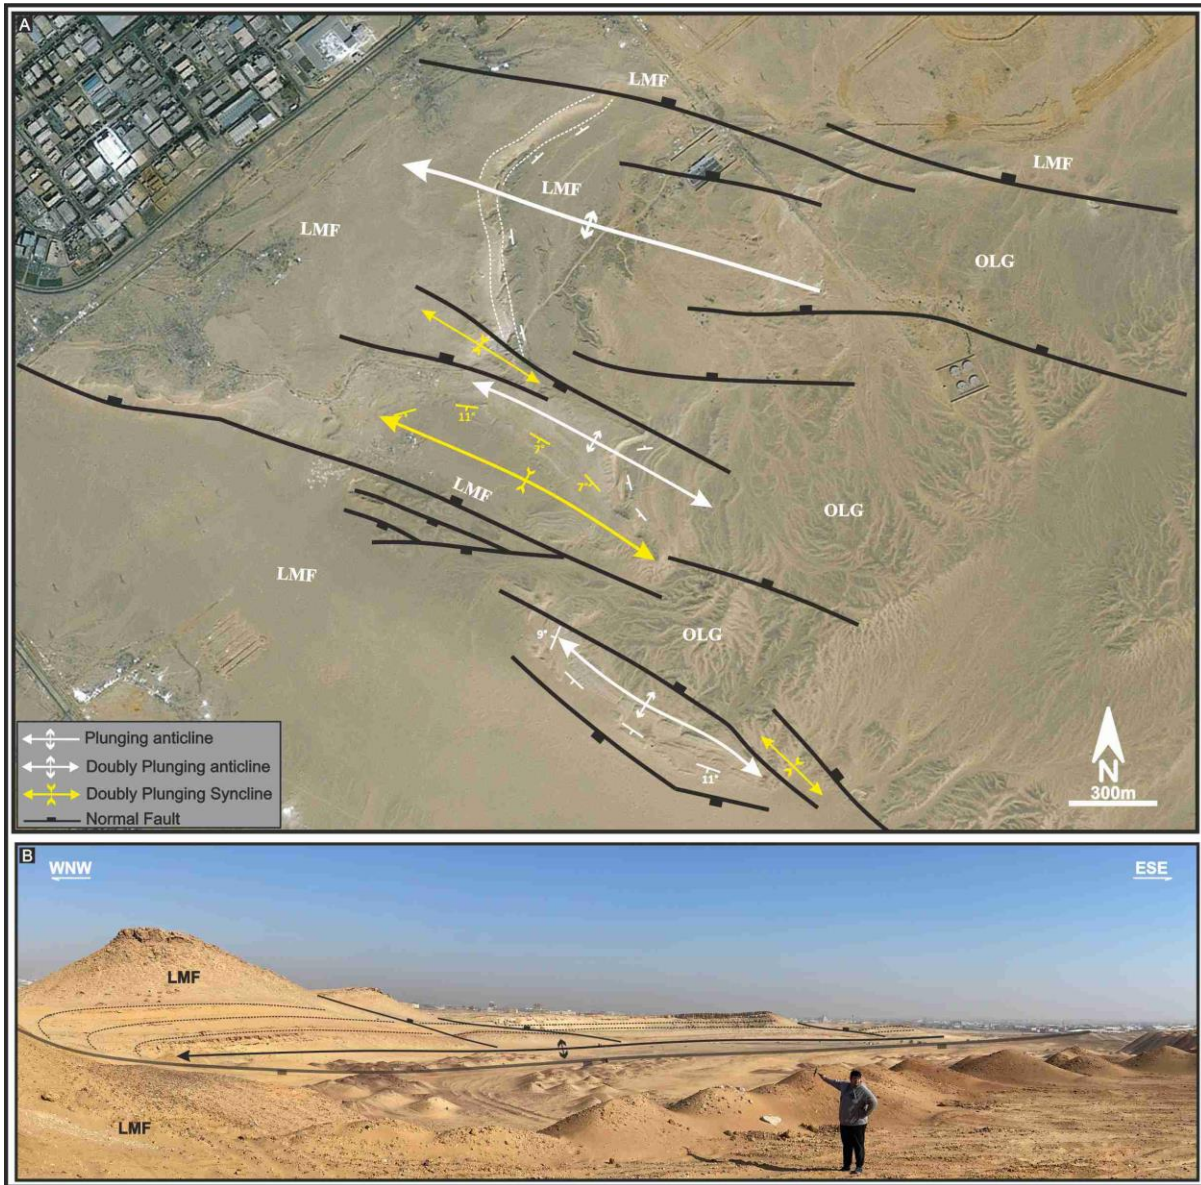 A
LMF
LMF
LMF
LMF
OLG
11°
7°
7°
LMF
OLG
LMF
OLG
9°
11°
Plunging anticline
Doubly Plunging anticline
Doubly Plunging Syncline
Normal Fault
N
300m
B
WNW
ESE
LMF
LMF